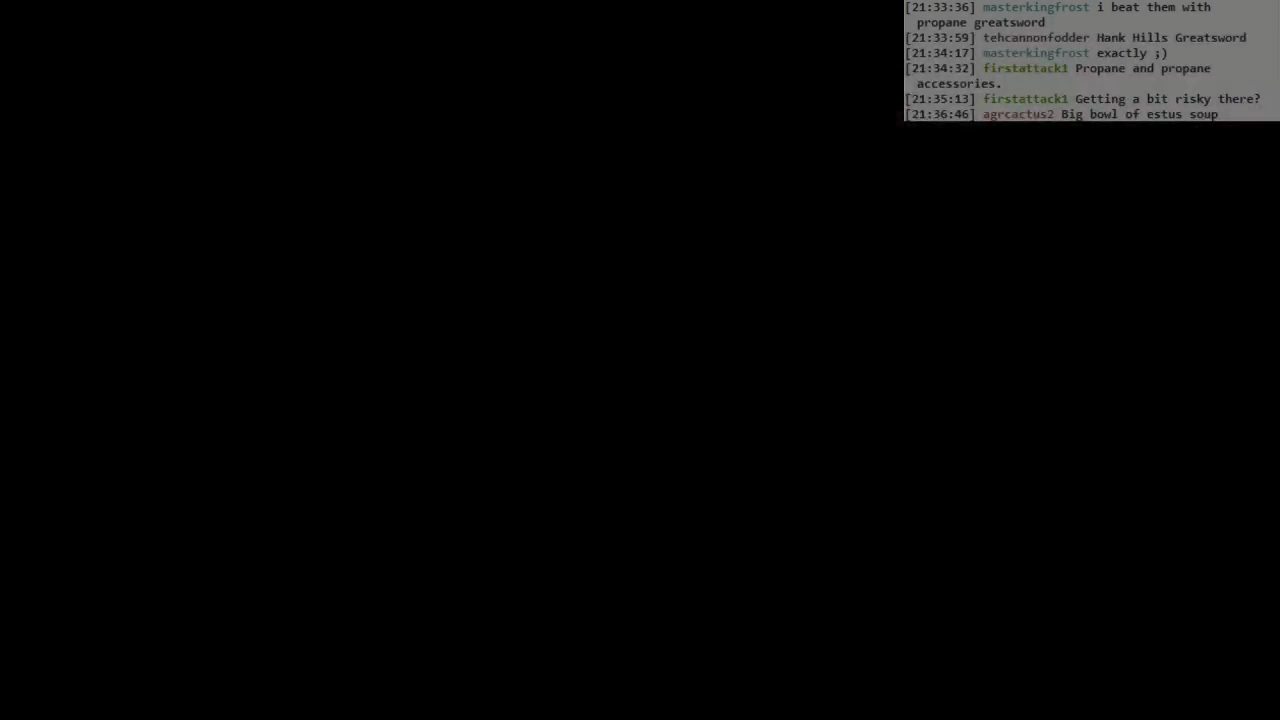 [21:33:36] masterkingfrost i beat them with
propane greatsword
[21:33:59] tehcannonfodder Hank Hills Greatsword
[21:34:17] masterkingfrost exactly ;)
[21:34:32] firstattack1 Propane and propane
accessories.
[21:35:13] firstattack1 Getting a bit risky there?
[21:36:46] agrcactus2 Big bowl of estus soup